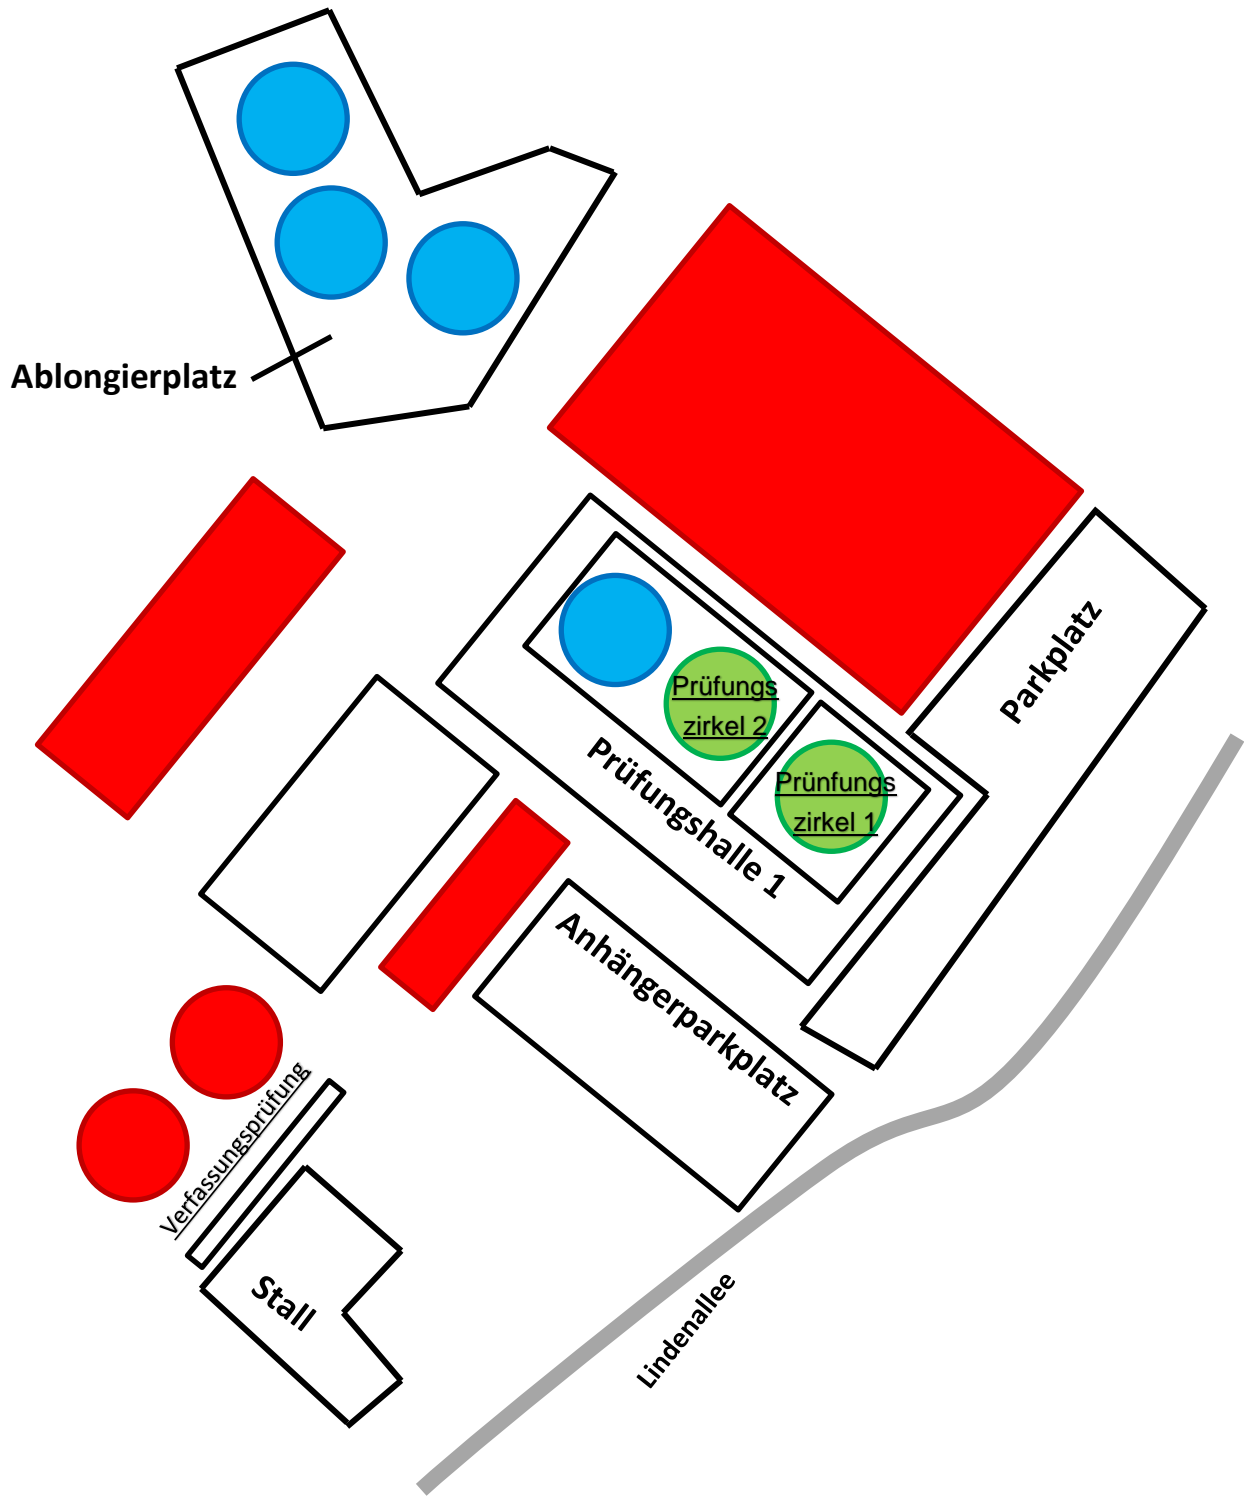 Ablongierplatz
Parkplatz
Prüfungs
zirkel 2
Prünfungs
zirkel 1
Prüfungshalle 1
Anhängerparkplatz
Verfassungsprüfung
Stall
Lindenallee